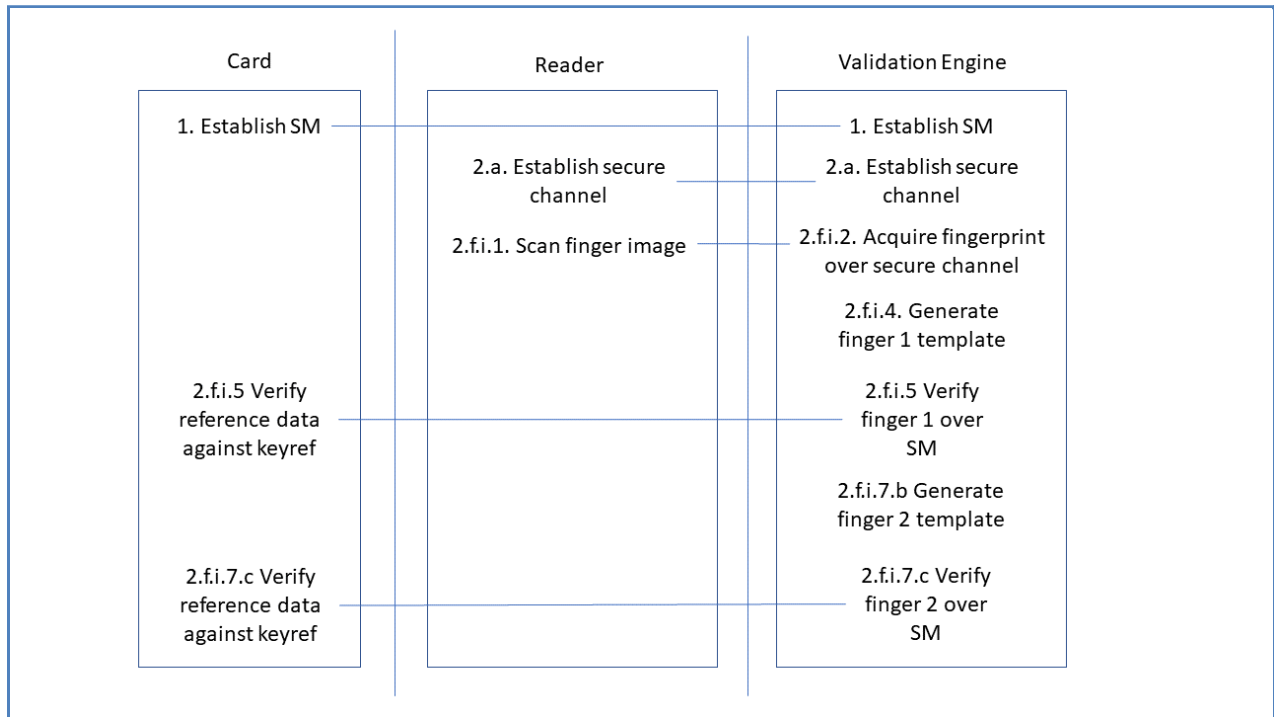 Card
Reader
Validation Engine
1. Establish SM
1. Establish SM
2.a. Establish secure
channel
2.a. Establish secure
channel
2.f.i.1. Scan finger image
2.f.i.2. Acquire fingerprint
over secure channel
2.f.i.4. Generate
finger 1 template
2.f.i.5 Verify
reference data
against keyref
2.f.i.5 Verify
finger 1 over
SM
2.f.i.7.b Generate
finger 2 template
2.f.i.7.c Verify
reference data
against keyref
2.f.i.7.c Verify
finger 2 over
SM